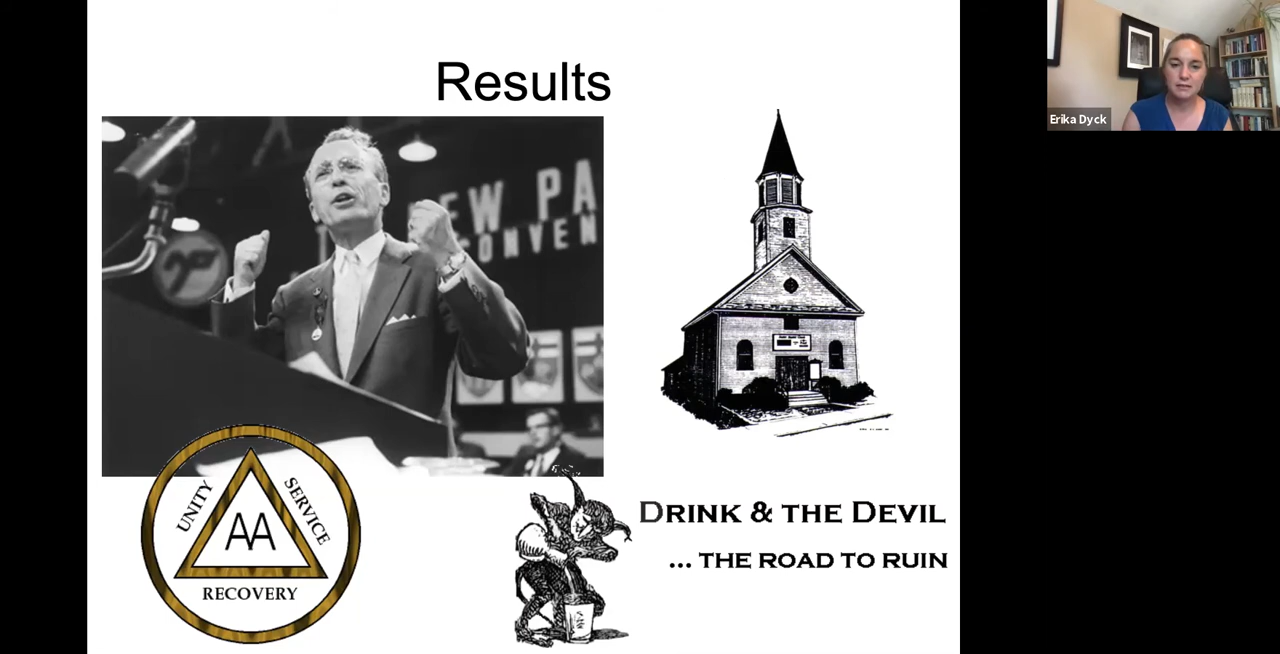 Results
EW PA
CONVEN
Erika Dyck
UNITY
SERVICE
AA
RECOVERY
DRINK & THE DEVIL
... THE ROAD TO RUIN